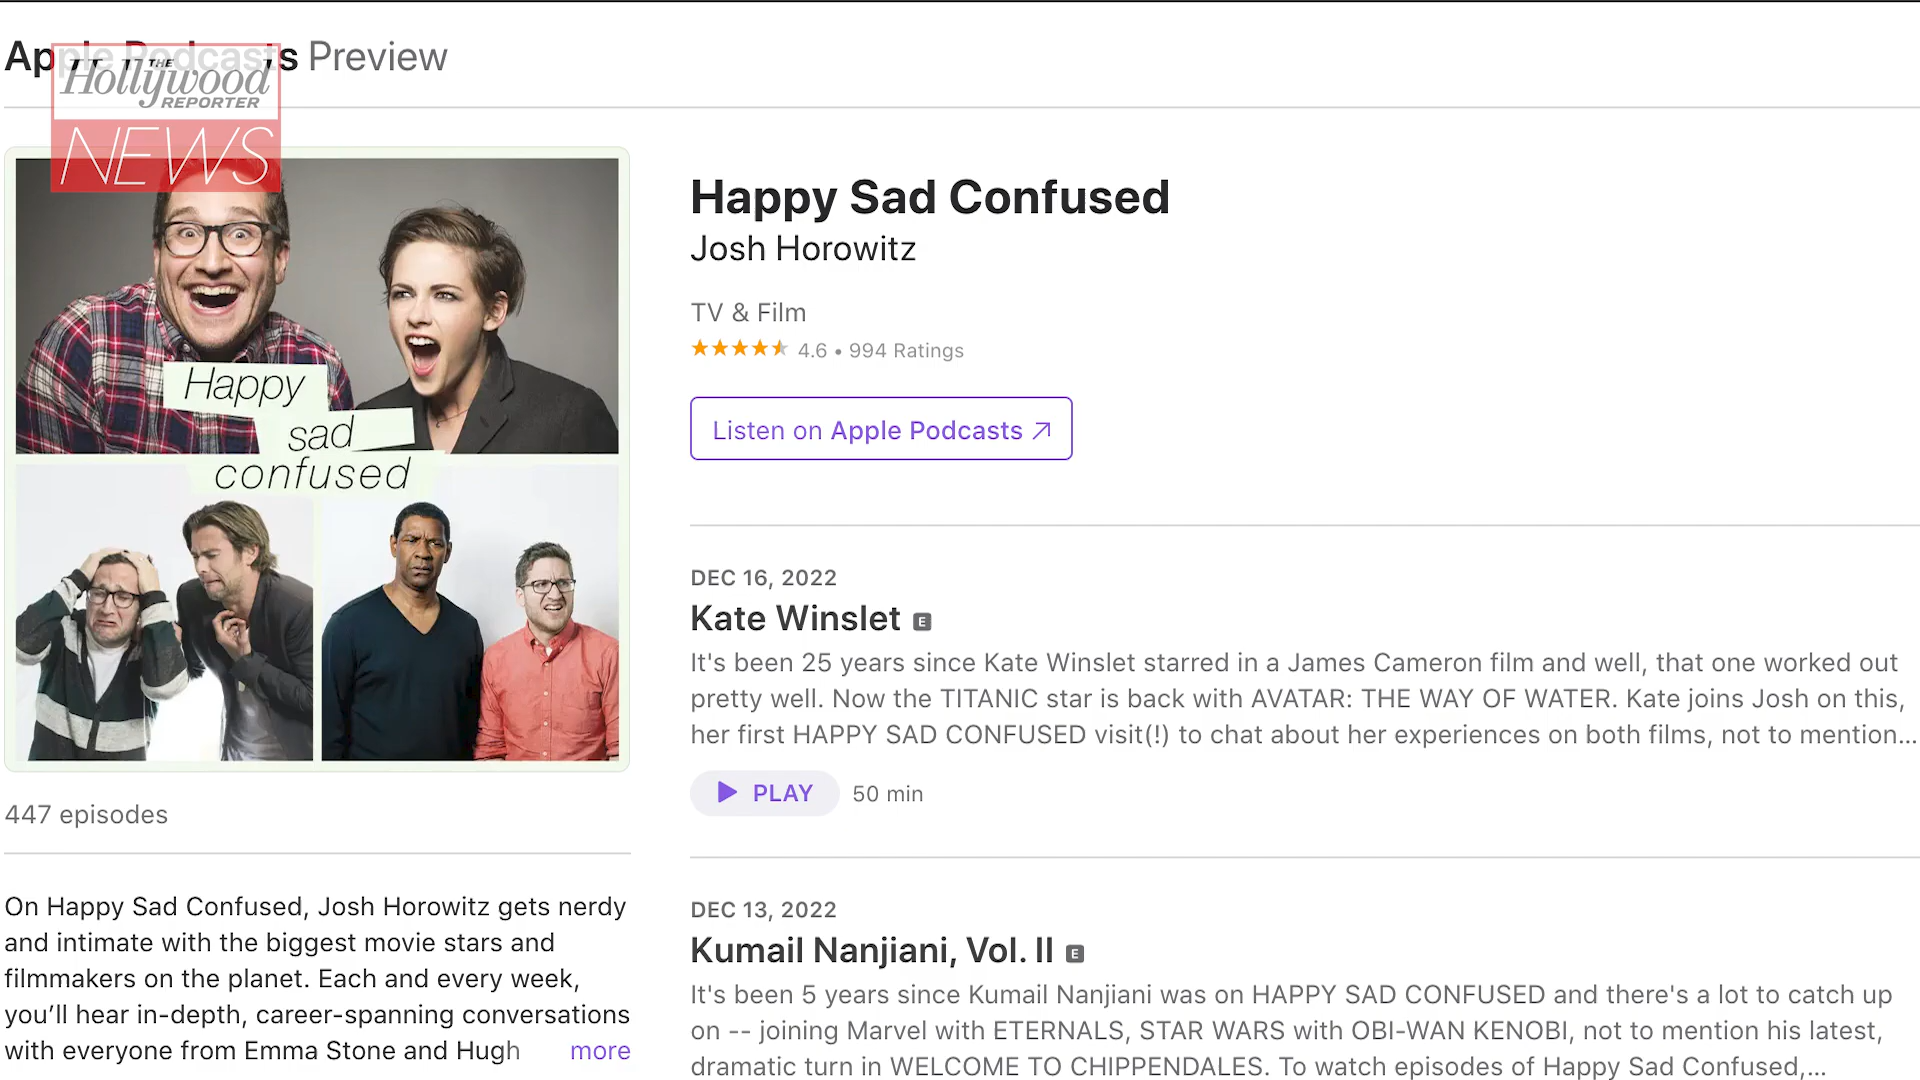 Apple Podcasts Preview
THE
Hollywood
REPORTER
NEWS
Happy
sad
confused
447 episodes
On Happy Sad Confused, Josh Horowitz gets nerdy
and intimate with the biggest movie stars and
filmmakers on the planet. Each and every week,
you’ll hear in-depth, career-spanning conversations
with everyone from Emma Stone and Hugh more
Happy Sad Confused
Josh Horowitz
TV & Film
★★★★⯪ 4.6 • 994 Ratings
Listen on Apple Podcasts ↗
DEC 16, 2022
Kate Winslet E
It's been 25 years since Kate Winslet starred in a James Cameron film and well, that one worked out
pretty well. Now the TITANIC star is back with AVATAR: THE WAY OF WATER. Kate joins Josh on this,
her first HAPPY SAD CONFUSED visit(!) to chat about her experiences on both films, not to mention...
▶ PLAY 50 min
DEC 13, 2022
Kumail Nanjiani, Vol. II E
It's been 5 years since Kumail Nanjiani was on HAPPY SAD CONFUSED and there's a lot to catch up
on -- joining Marvel with ETERNALS, STAR WARS with OBI-WAN KENOBI, not to mention his latest,
dramatic turn in WELCOME TO CHIPPENDALES. To watch episodes of Happy Sad Confused,...